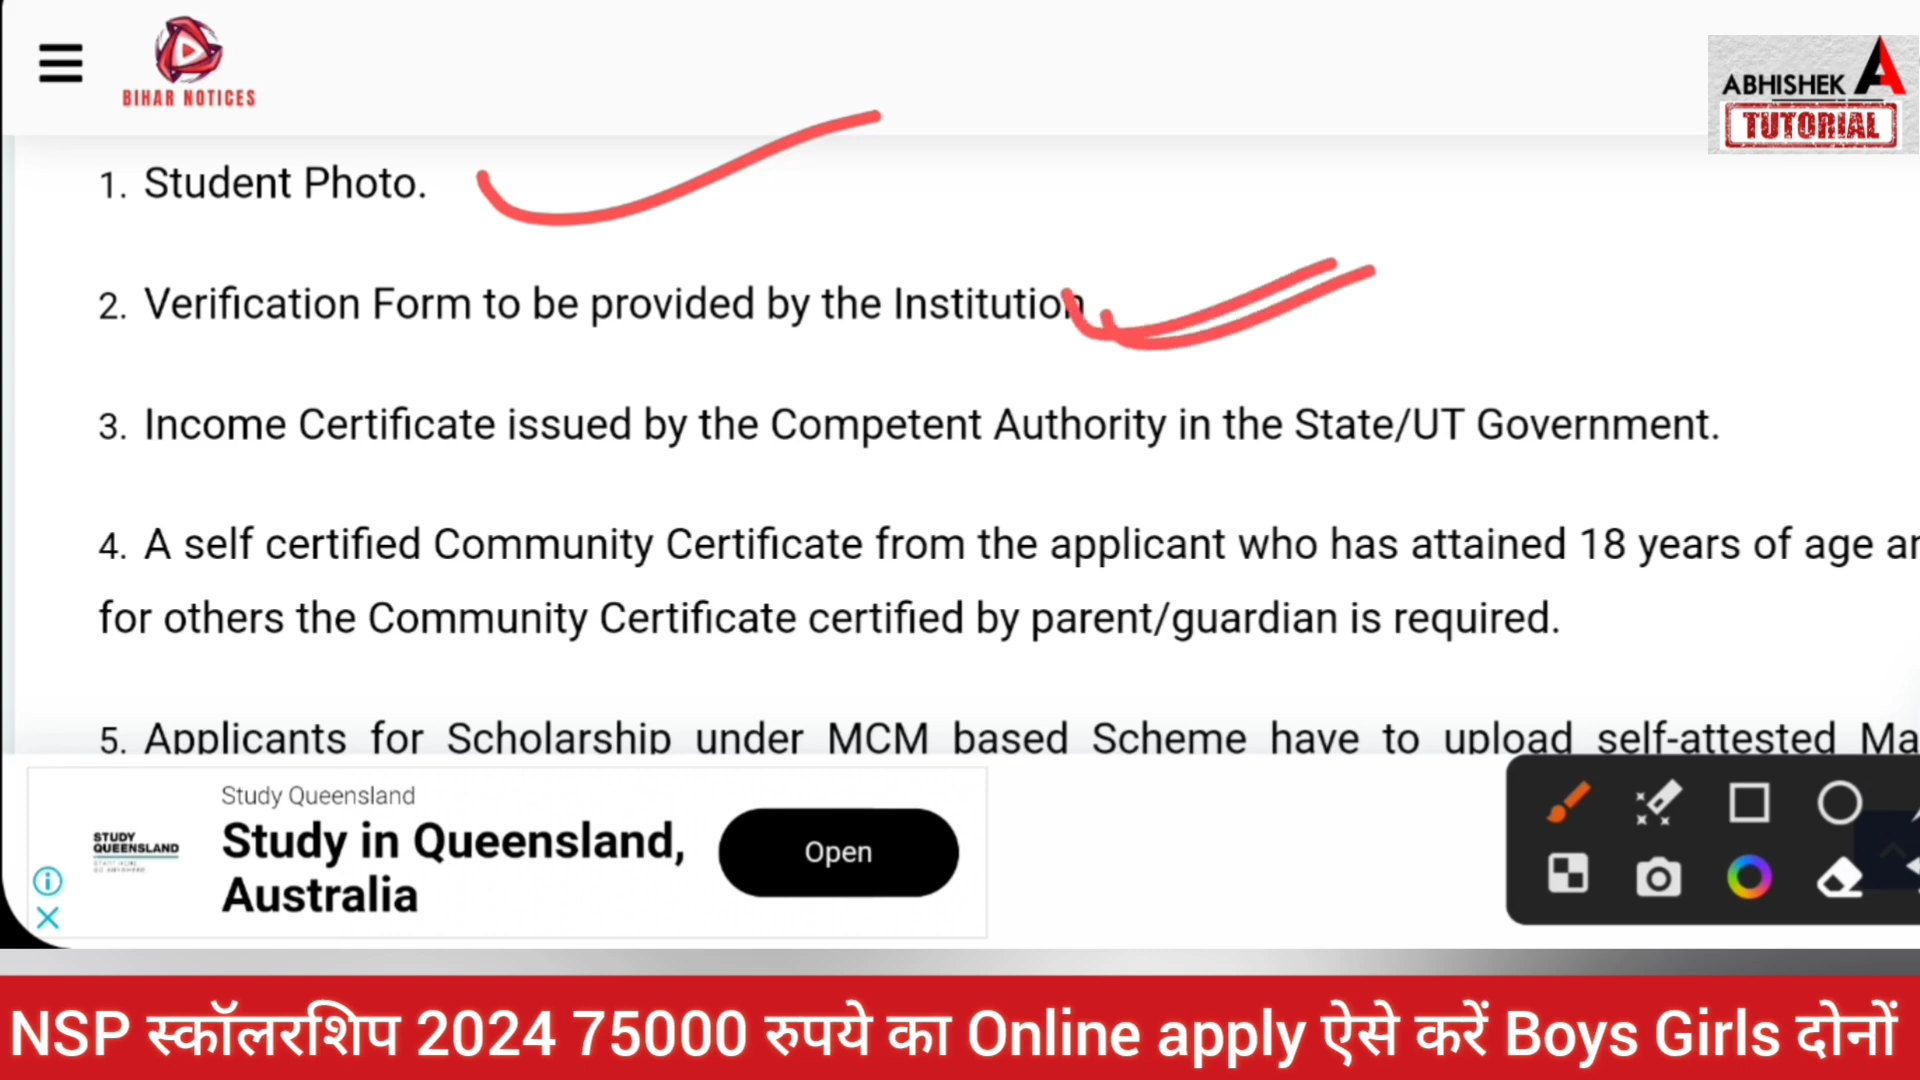 BIHAR NOTICES
ABHISHEK A
TUTORIAL
1. Student Photo.
2. Verification Form to be provided by the Institution
3. Income Certificate issued by the Competent Authority in the State/UT Government.
4. A self certified Community Certificate from the applicant who has attained 18 years of age
for others the Community Certificate certified by parent/guardian is required.
5. Applicants for Scholarship under MCM based Scheme have to upload self-attested
Study Queensland
STUDY
QUEENSLAND
Study in Queensland,
Australia
Open
NSP स्कॉलरशिप 2024 75000 रुपये का Online apply ऐसे करें Boys Girls दोनों